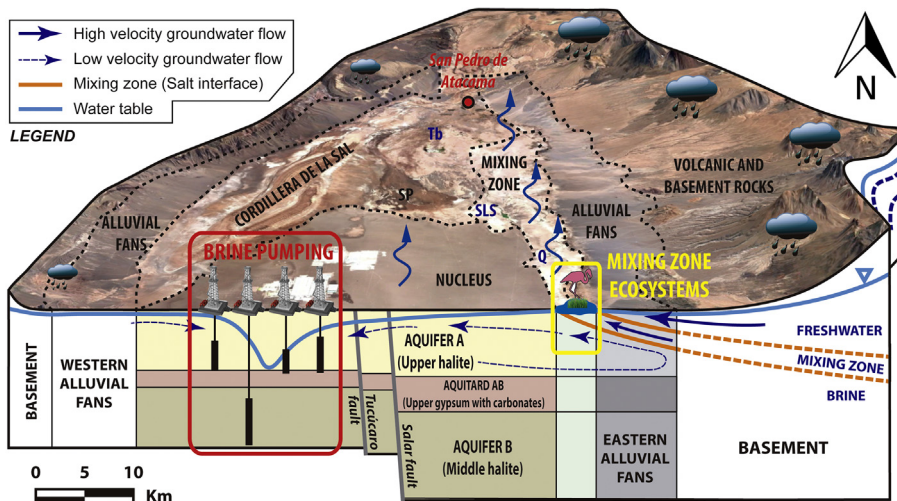 High velocity groundwater flow
Low velocity groundwater flow
Mixing zone (Salt interface)
Water table
LEGEND
N
San Pedro de
Atacama
Tb
MIXING
ZONE
VOLCANIC AND
BASEMENT ROCKS
CORDILLERA DE LA SAL
SP
SLS
ALLUVIAL
FANS
ALLUVIAL
FANS
BRINE PUMPING
Q
MIXING ZONE
ECOSYSTEMS
NUCLEUS
FRESHWATER
MIXING ZONE
BRINE
BASEMENT
WESTERN
ALLUVIAL
FANS
AQUIFER A
(Upper halite)
AQUITARD AB
(Upper gypsum with carbonates)
Tucúcaro
fault
Salar fault
AQUIFER B
(Middle halite)
EASTERN
ALLUVIAL
FANS
BASEMENT
0 5 10
Km